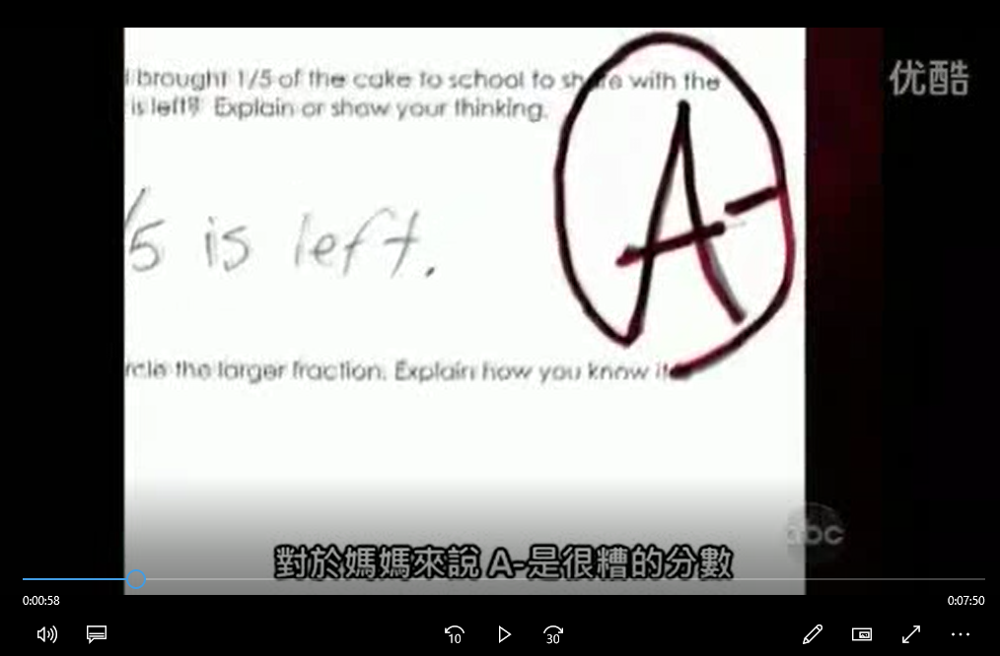 brought 1/5 of the cake to school to share with the
is left? Explain or show your thinking.
优酷
A-
/5 is left.
rcle the larger fraction. Explain how you know it
abc
對於媽媽來說 A-是很糟的分數
0:00:58
0:07:50
10
30